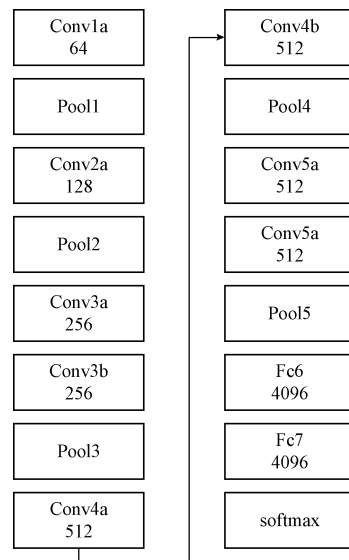 Conv1a
64
Pool1
Conv2a
128
Pool2
Conv3a
256
Conv3b
256
Pool3
Conv4a
512
Conv4b
512
Pool4
Conv5a
512
Conv5a
512
Pool5
Fc6
4096
Fc7
4096
softmax